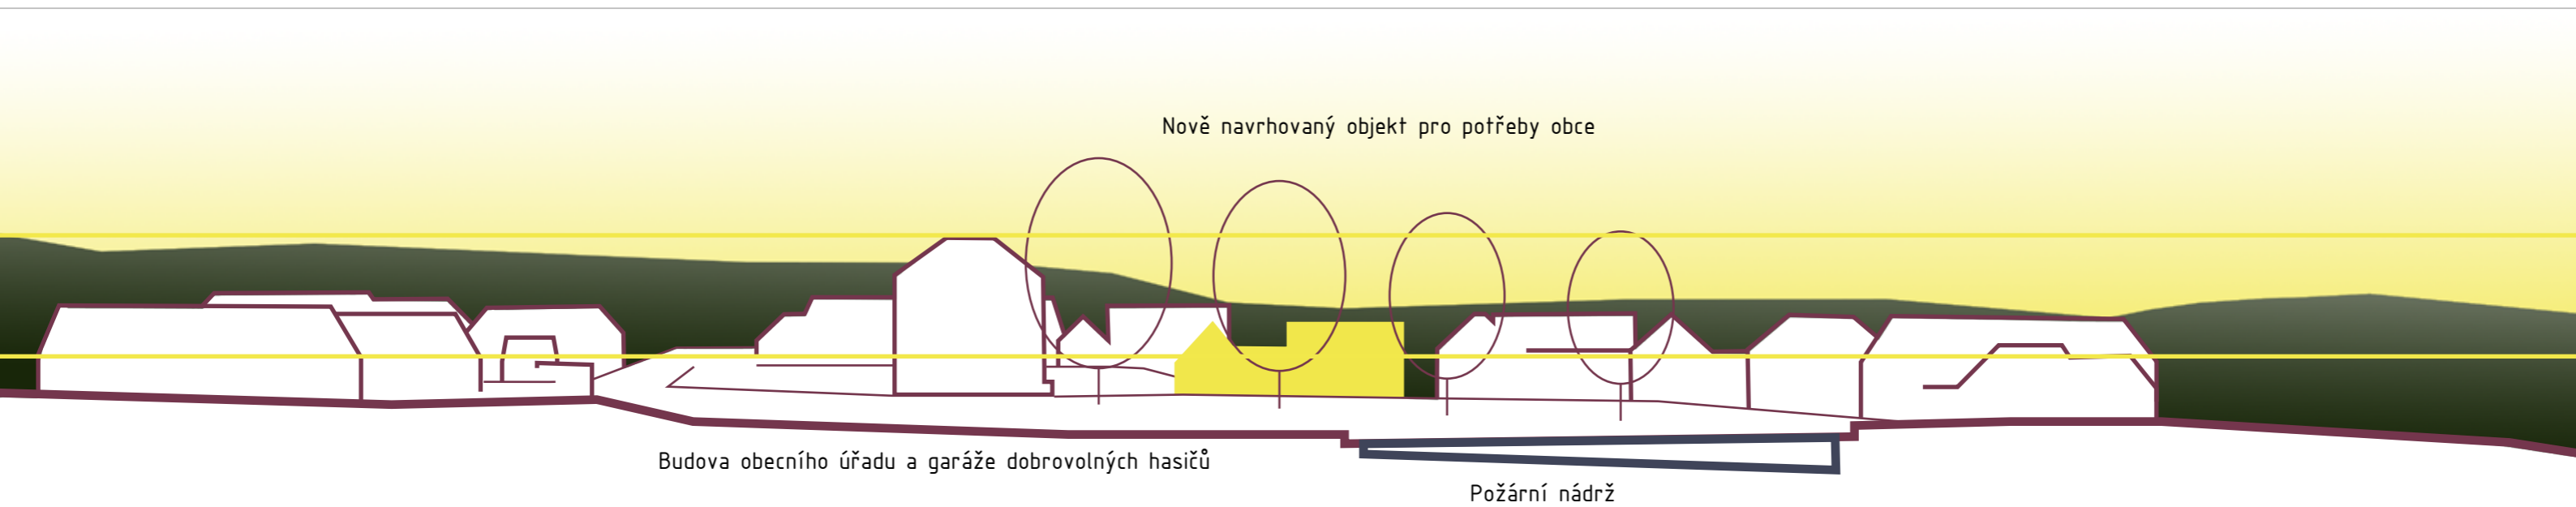 Nově navrhovaný objekt pro potřeby obce
Budova obecního úřadu a garáže dobrovolných hasičů
Požární nádrž